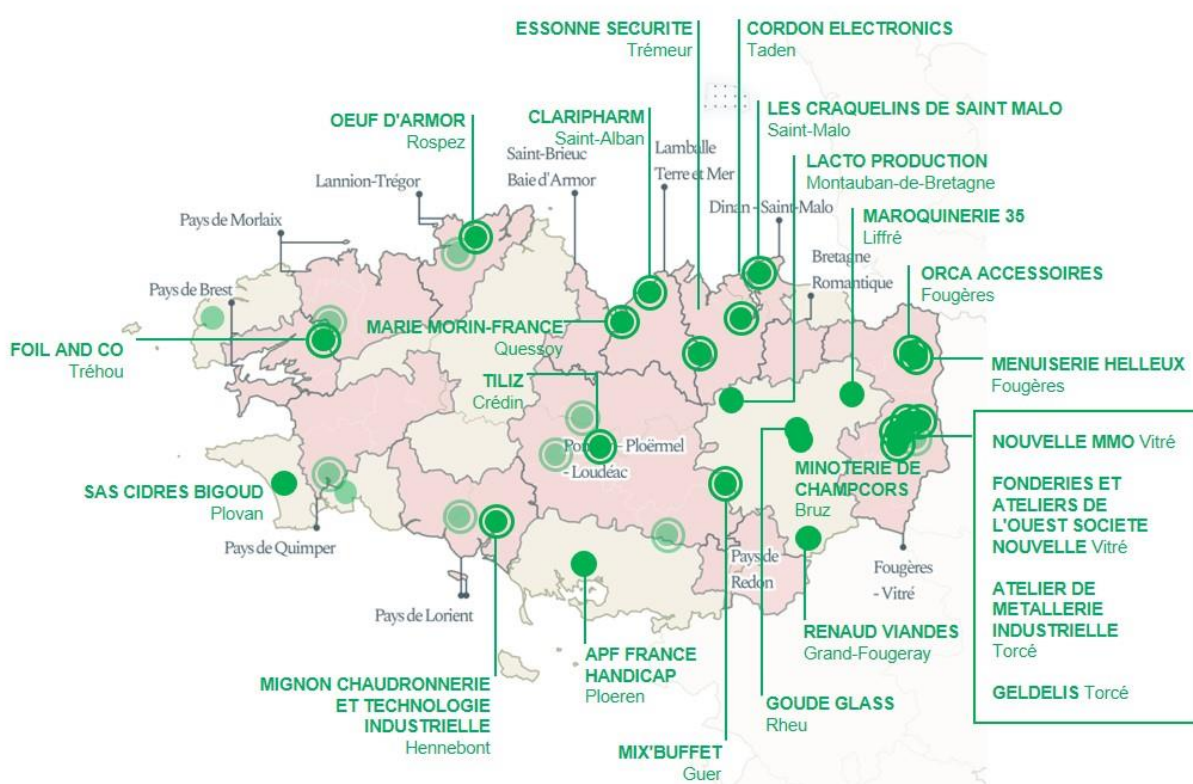 ESSONNE SECURITE
Trémeur
CORDON ELECTRONICS
Taden
LES CRAQUELINS DE SAINT MALO
Saint-Malo
OEUF D'ARMOR
Rospez
CLARIPHARM
Saint-Alban
Saint-Brieuc
Baie d'Armor
Lamballe
Terre et Mer
LACTO PRODUCTION
Montauban-de-Bretagne
Lannion-Trégor
Dinan - Saint-Malo
MAROQUINERIE 35
Liffré
Pays de Morlaix
Bretagne
Romantique
ORCA ACCESSOIRES
Fougères
Pays de Brest
MARIE MORIN-FRANCE
Quessoy
FOIL AND CO
Tréhou
MENUISERIE HELLEUX
Fougères
TILIZ
Crédin
Ploërmel
- Loudéac
NOUVELLE MMO Vitré
FONDERIES ET
ATELIERS DE
L'OUEST SOCIETE
NOUVELLE Vitré
ATELIER DE
METALLERIE
INDUSTRIELLE
Torcé
GELDELIS Torcé
MINOTERIE DE
CHAMPCORS
Bruz
SAS CIDRES BIGOUD
Plovan
Pays de Quimper
Pays de
Redon
Fougères
- Vitré
Pays de Lorient
RENAUD VIANDES
Grand-Fougeray
APF FRANCE
HANDICAP
Ploeren
MIGNON CHAUDRONNERIE
ET TECHNOLOGIE
INDUSTRIELLE
Hennebont
GOUDE GLASS
Rheu
MIX'BUFFET
Guer